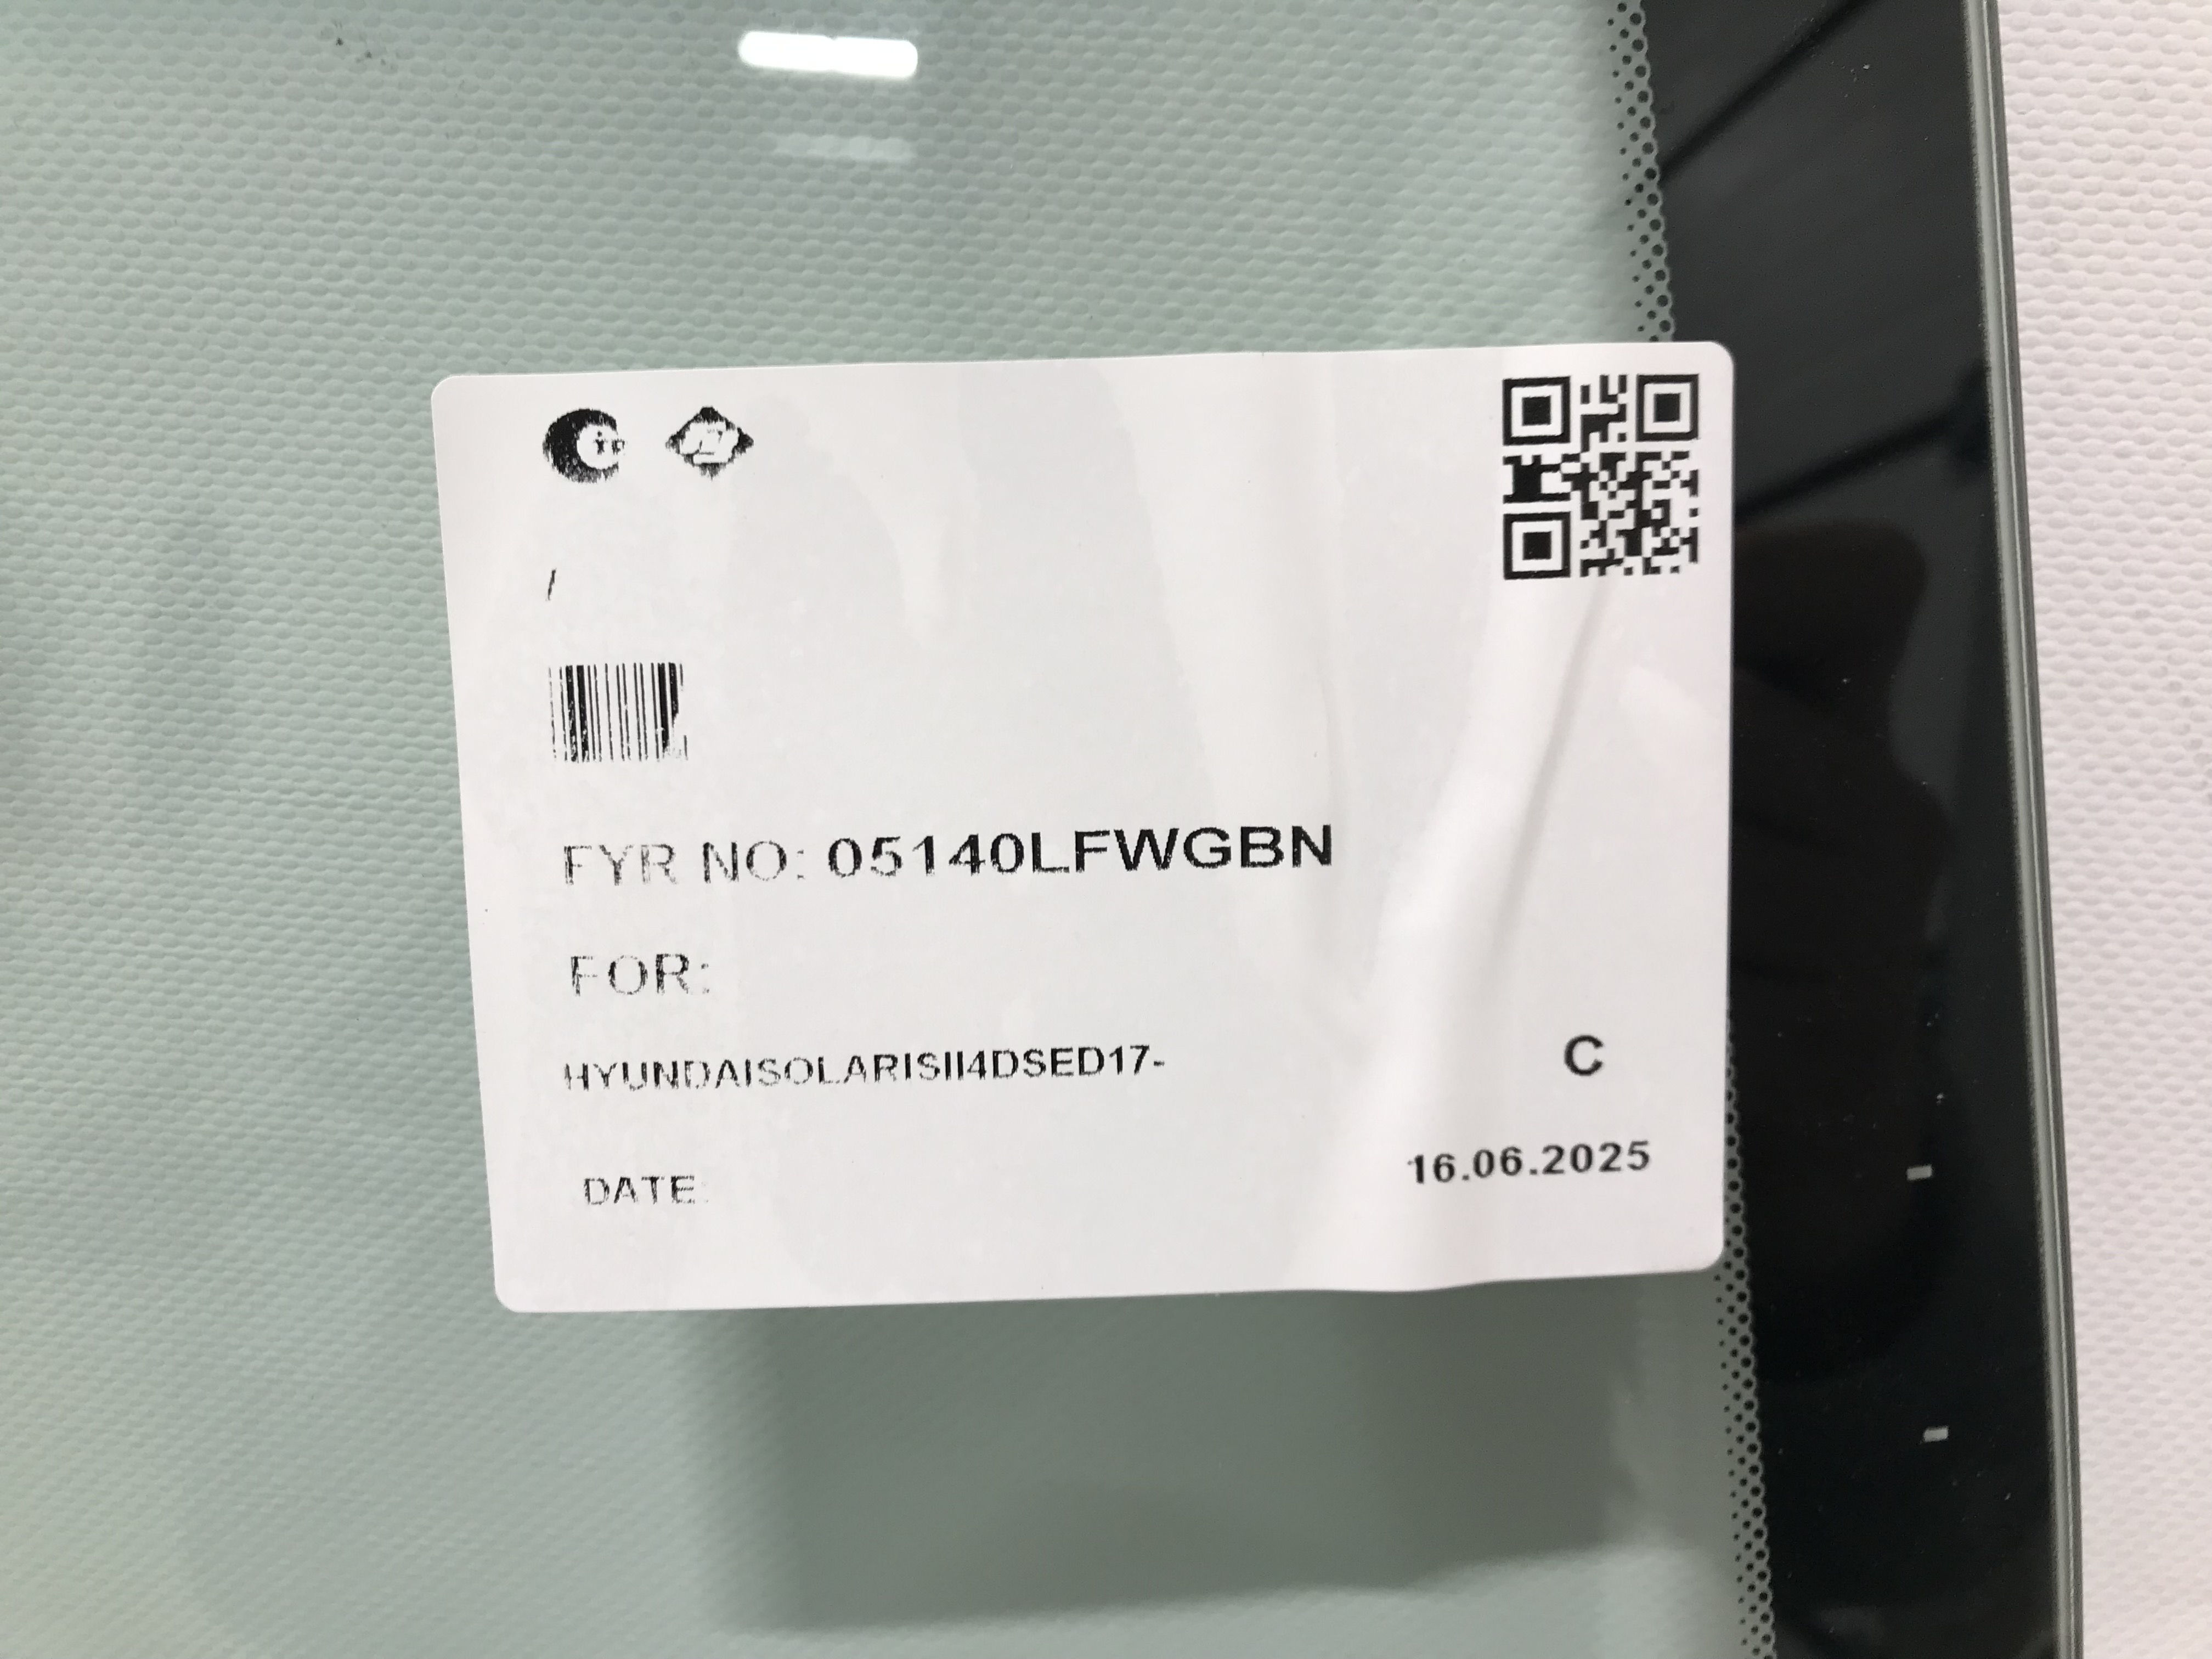 /
FYR NO: 05140LFWGBN
FOR:
HYUNDAISOLARISII4DSED17-
C
DATE
16.06.2025